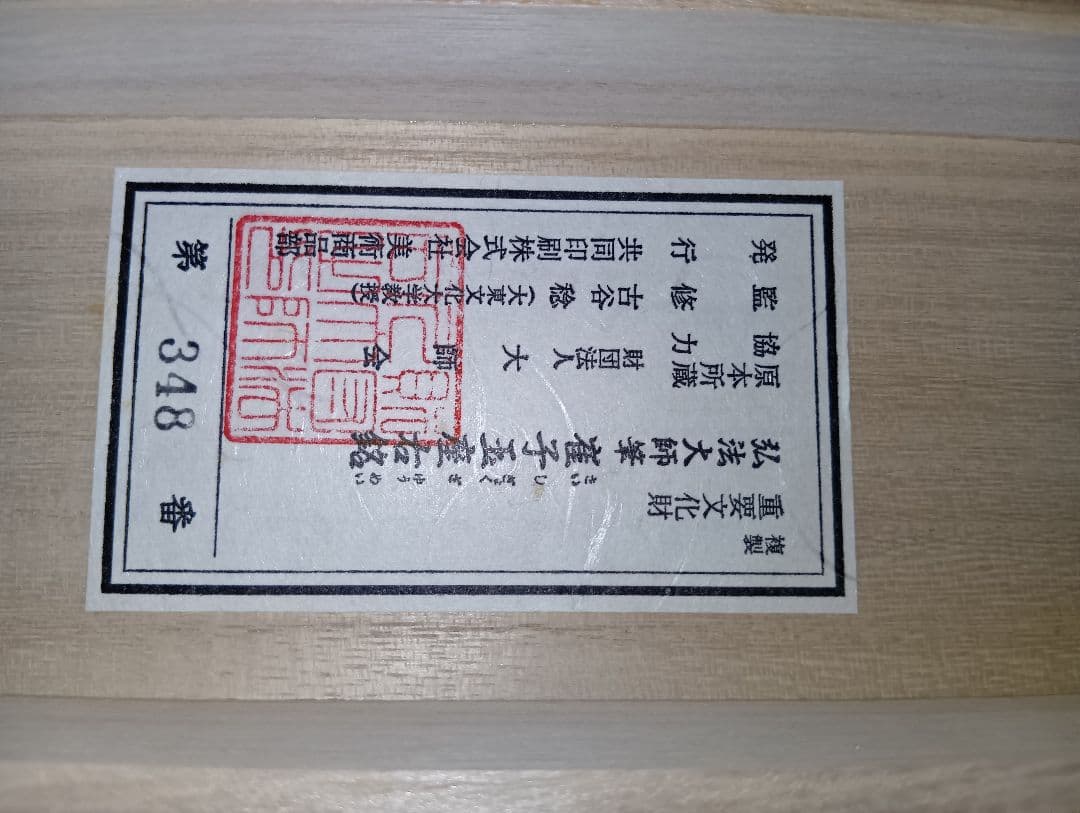 複製
重要文化財
弘法大師筆 崔子玉座右銘
さい し ぎょく ざ ゆう めい
原本所蔵
協力
財団法人 大師会
監修 古谷 稔(大東文化大学教授)
発行 共同印刷株式会社 美術商品部
第 348 番